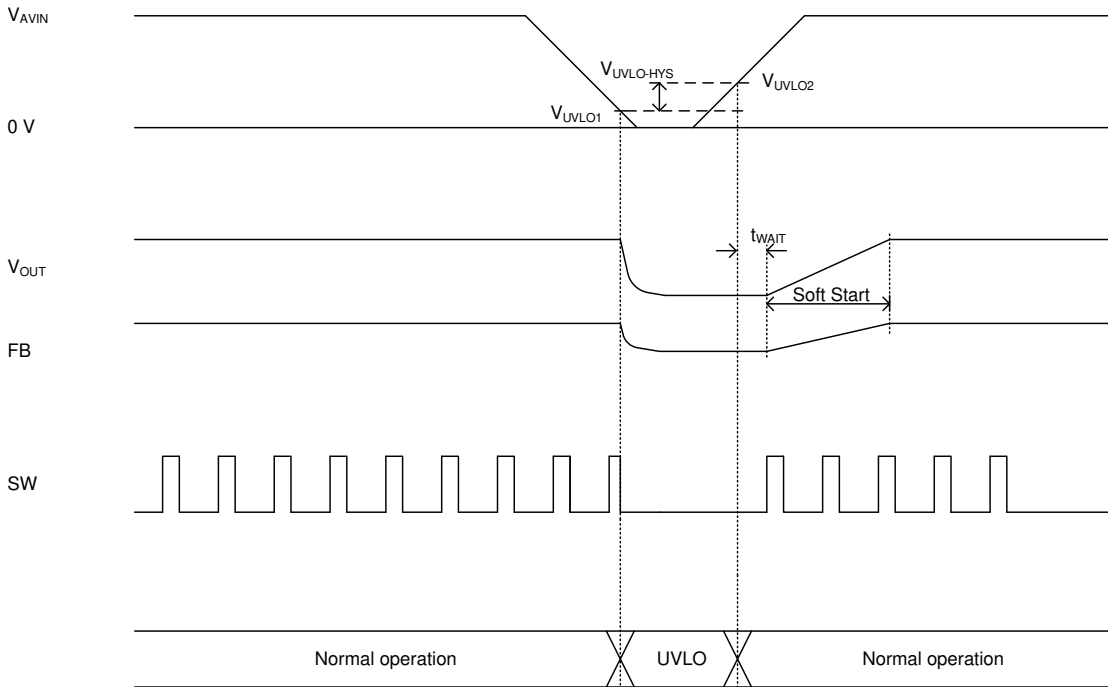 VAVIN
VUVLO-HYS
VUVLO2
VUVLO1
0 V
tWAIT
VOUT
Soft Start
FB
SW
Normal operation
UVLO
Normal operation